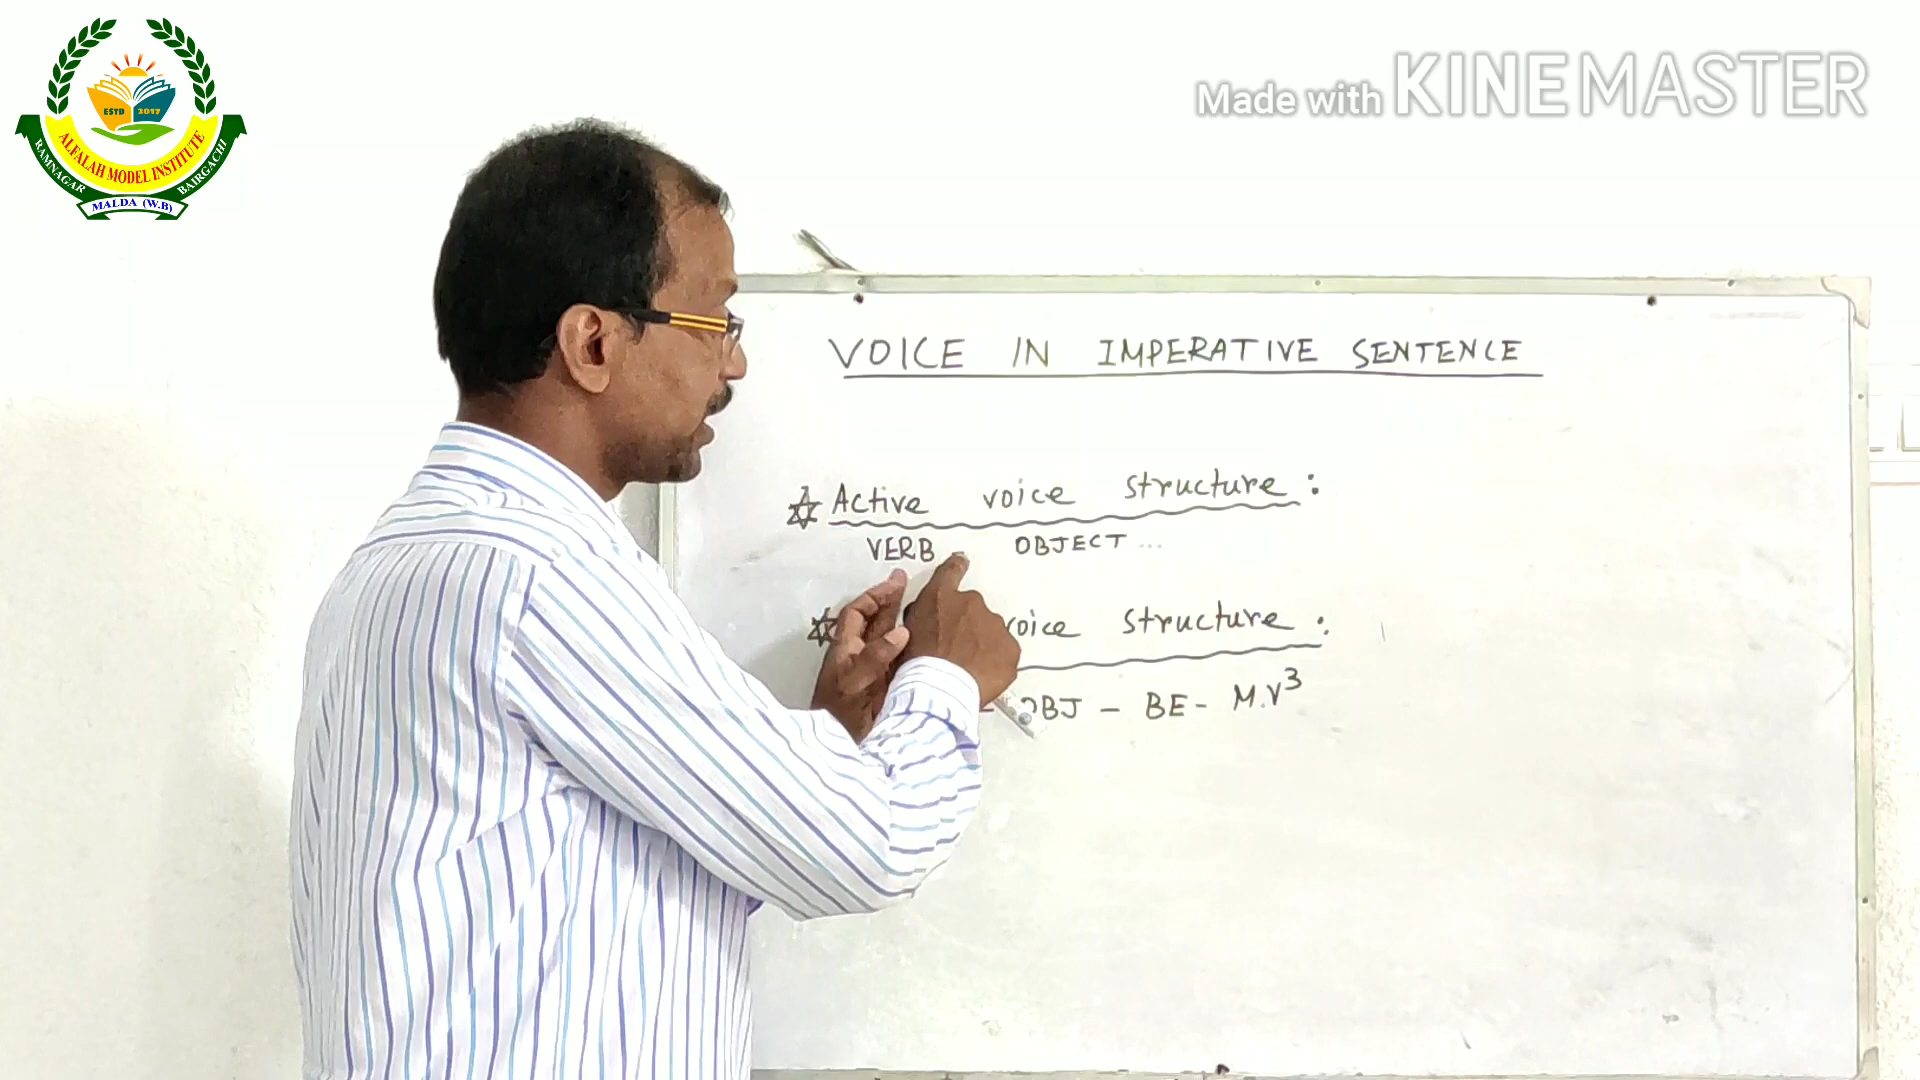 ESTD 2017
ALFALAH MODEL INSTITUTE
RAMNAGAR BAIRGACHI
MALDA (W.B)
Made with KINEMASTER
VOICE IN IMPERATIVE SENTENCE
Active voice structure:
VERB OBJECT ...
voice structure:
- OBJ - BE - M.V³